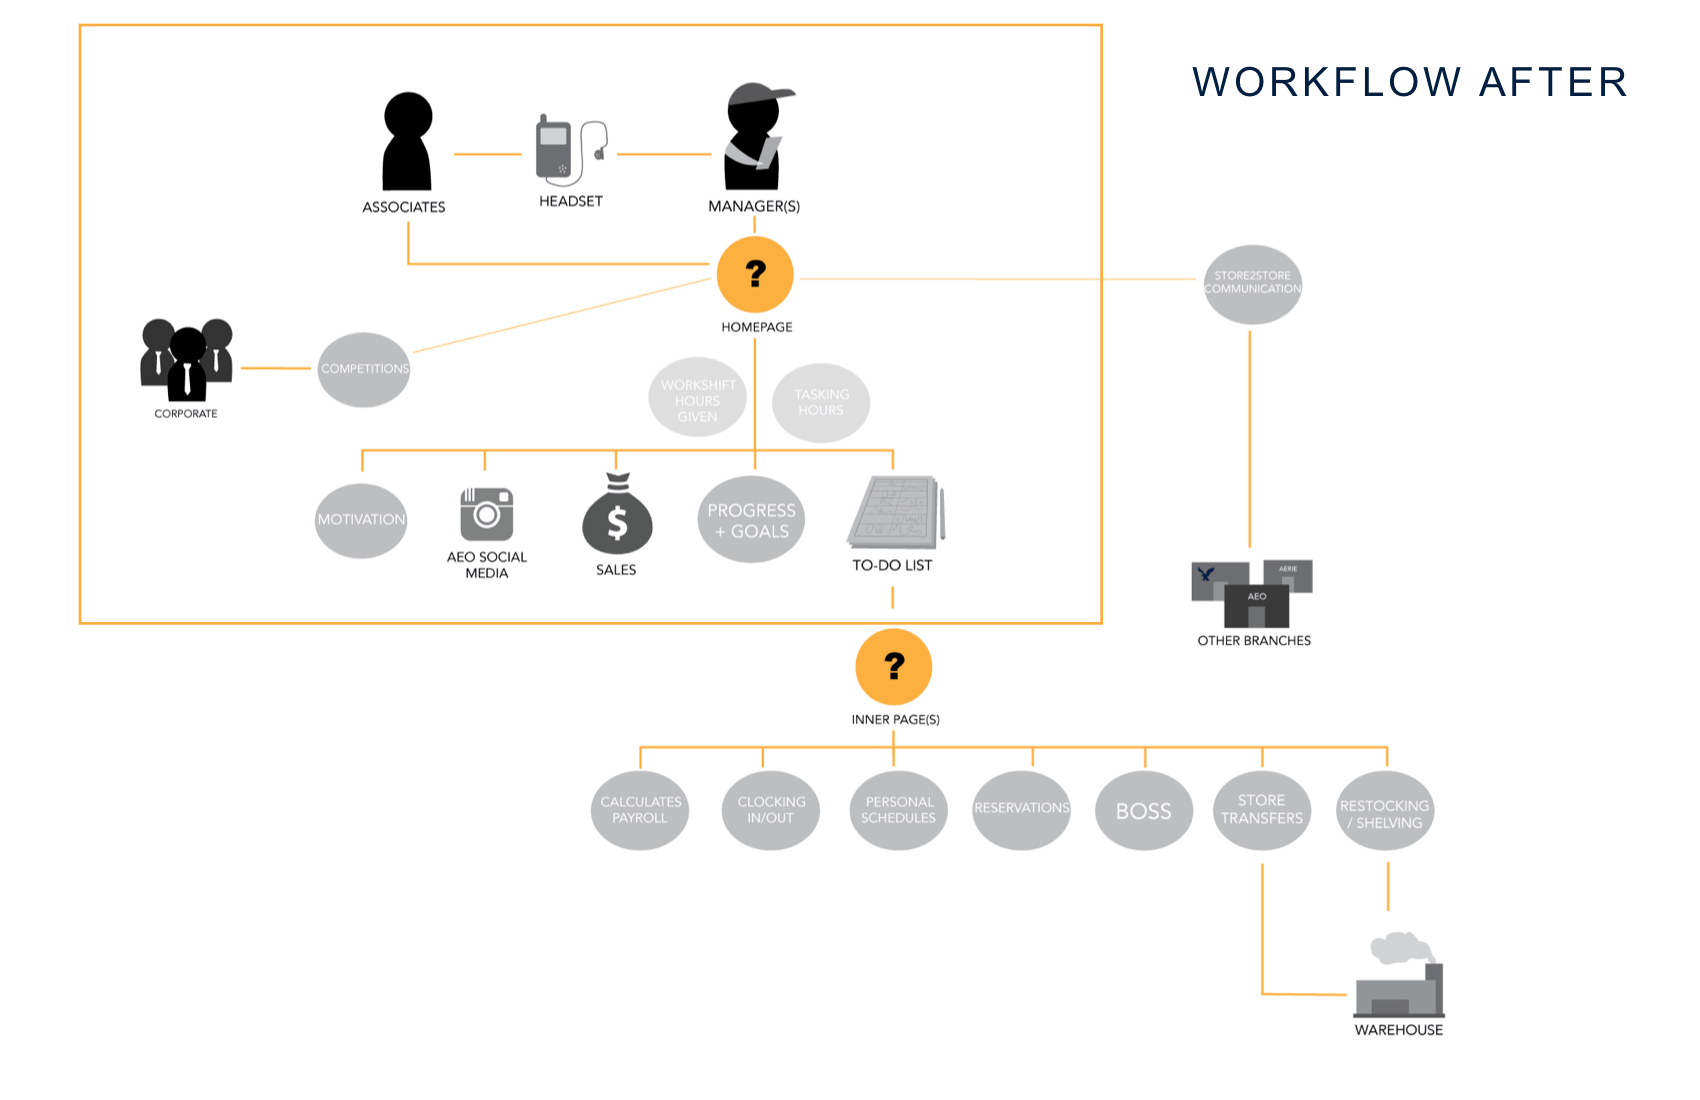 WORKFLOW AFTER
ASSOCIATES
HEADSET
MANAGER(S)
?
HOMEPAGE
STORE2STORE
COMMUNICATION
CORPORATE
COMPETITIONS
WORKSHIFT
HOURS
GIVEN
TASKING
HOURS
MOTIVATION
AEO SOCIAL
MEDIA
$
SALES
PROGRESS
+ GOALS
TO-DO LIST
AERIE
AEO
OTHER BRANCHES
?
INNER PAGE(S)
CALCULATES
PAYROLL
CLOCKING
IN/OUT
PERSONAL
SCHEDULES
RESERVATIONS
BOSS
STORE
TRANSFERS
RESTOCKING
/ SHELVING
WAREHOUSE